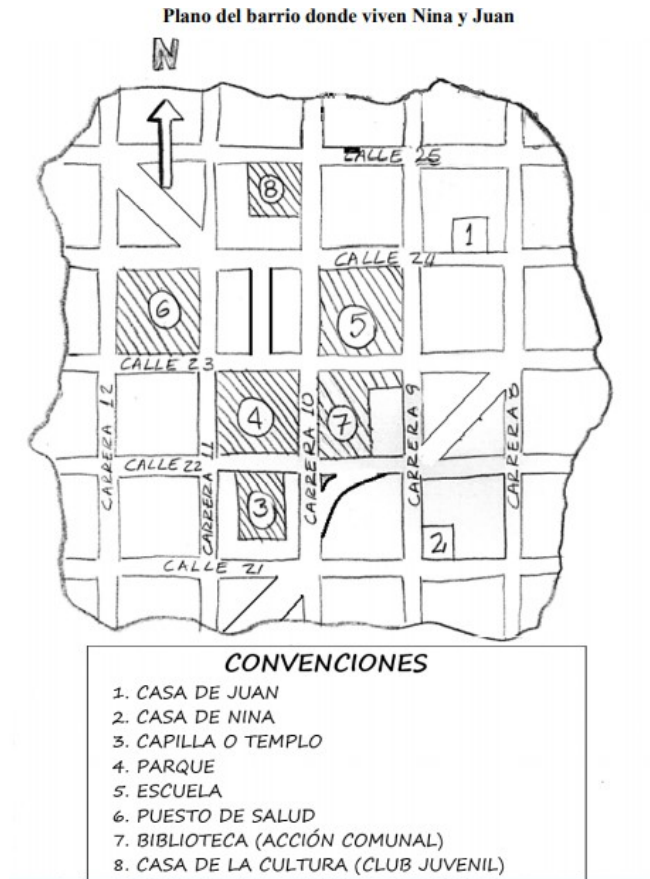 Plano del barrio donde viven Nina y Juan
N
CALLE 25
8
1
CALLE 24
6
5
CALLE 23
CARRERA 12
4
CARRERA 10
7
CARRERA 9
CARRERA 8
CALLE 22
CARRERA 11
3
2
CALLE 21
CONVENCIONES
1. CASA DE JUAN
2. CASA DE NINA
3. CAPILLA O TEMPLO
4. PARQUE
5. ESCUELA
6. PUESTO DE SALUD
7. BIBLIOTECA (ACCIÓN COMUNAL)
8. CASA DE LA CULTURA (CLUB JUVENIL)